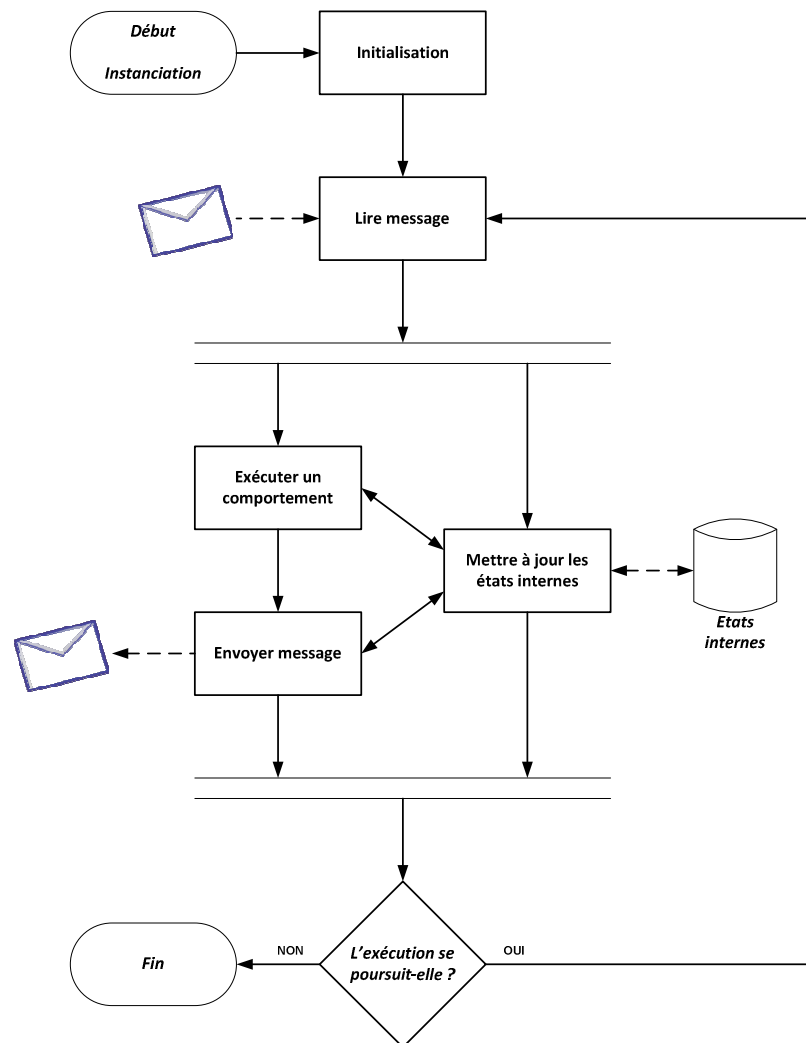 Début
Instanciation
Initialisation
Lire message
Exécuter un
comportement
Mettre à jour les
états internes
Etats
internes
Envoyer message
L'exécution se
poursuit-elle ?
NON
OUI
Fin